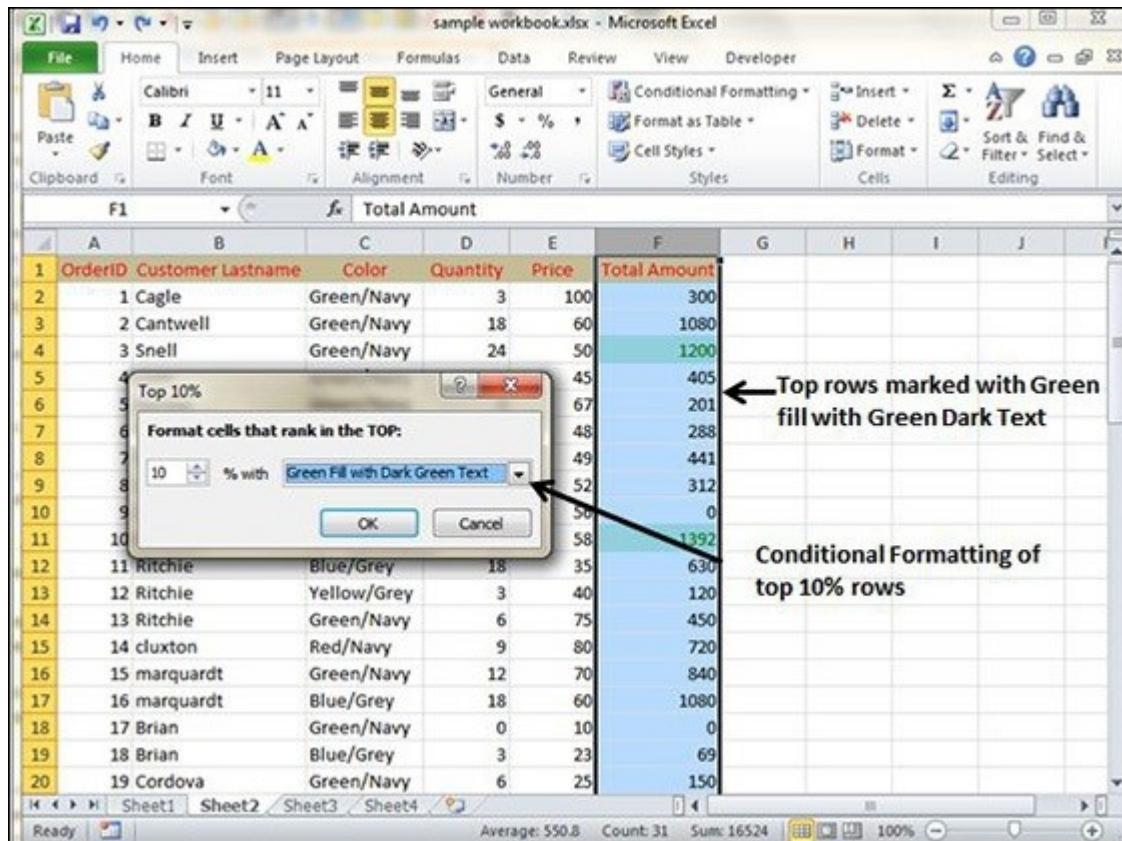 sample workbook.xlsx - Microsoft Excel
File Home Insert Page Layout Formulas Data Review View Developer
Calibri 11 General Conditional Formatting Insert Σ
Paste B I U A A $ % , Format as Table Delete Sort & Find &
A Cell Styles Format Filter Select
Clipboard Font Alignment Number Styles Cells Editing
F1 fx Total Amount
A B C D E F G H I J
1 OrderID Customer Lastname Color Quantity Price Total Amount
2 1 Cagle Green/Navy 3 100 300
3 2 Cantwell Green/Navy 18 60 1080
4 3 Snell Green/Navy 24 50 1200
5 4 45 405
6 5 67 201
7 6 48 288
8 7 49 441
9 8 52 312
10 9 0
11 10 58 1392
Top 10%
Format cells that rank in the TOP:
10 % with Green Fill with Dark Green Text
OK Cancel
Top rows marked with Green
fill with Green Dark Text
Conditional Formatting of
top 10% rows
12 11 Ritchie Blue/Grey 18 35 630
13 12 Ritchie Yellow/Grey 3 40 120
14 13 Ritchie Green/Navy 6 75 450
15 14 cluxton Red/Navy 9 80 720
16 15 marquardt Green/Navy 12 70 840
17 16 marquardt Blue/Grey 18 60 1080
18 17 Brian Green/Navy 0 10 0
19 18 Brian Blue/Grey 3 23 69
20 19 Cordova Green/Navy 6 25 150
Sheet1 Sheet2 Sheet3 Sheet4
Ready Average: 550.8 Count: 31 Sum: 16524 100%